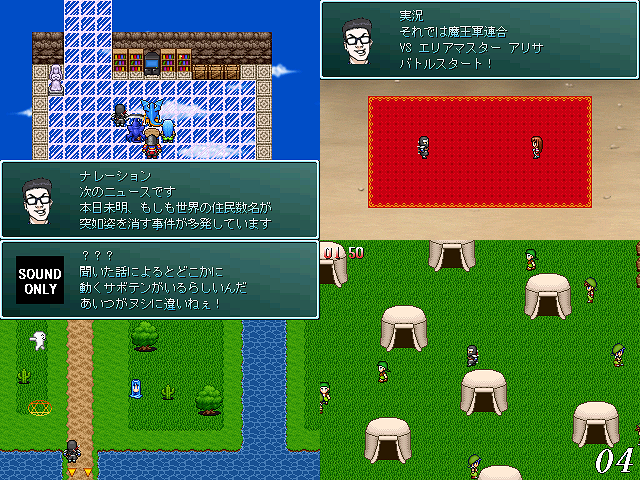 ナレーション
次のニュースです
本日未明、もしも世界の住民数名が
突如姿を消す事件が多発しています
実況
それでは魔王軍連合
VS エリアマスター アリサ
バトルスタート！
SOUND
ONLY
？？？
聞いた話によるとどこかに
動くサボテンがいるらしいんだ
あいつがヌシに違いねぇ！
01:50
04